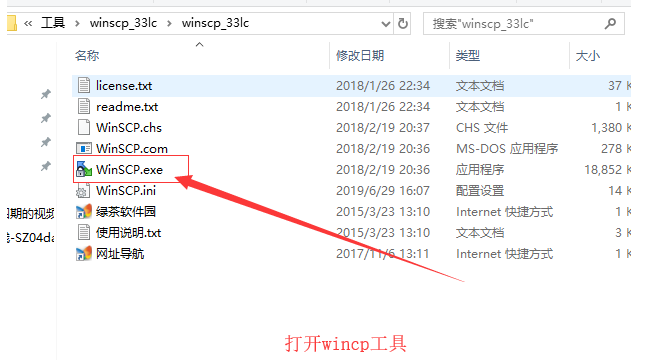 « 工具 > winscp_33lc > winscp_33lc
搜索"winscp_33lc"
名称 修改日期 类型 大小
license.txt 2018/1/26 22:34 文本文档 37 K
readme.txt 2018/1/26 22:34 文本文档 1 K
WinSCP.chs 2018/2/19 20:37 CHS 文件 1,380 K
WinSCP.com 2018/2/19 20:36 MS-DOS 应用程序 278 K
WinSCP.exe 2018/2/19 20:36 应用程序 18,852 K
WinSCP.ini 2019/6/29 16:07 配置设置 14 K
绿茶软件园 2015/3/23 13:10 Internet 快捷方式 1 K
使用说明.txt 2015/3/23 13:10 文本文档 3 K
网址导航 2017/11/6 13:11 Internet 快捷方式 1 K
期的视频
-SZ04da
打开wincp工具